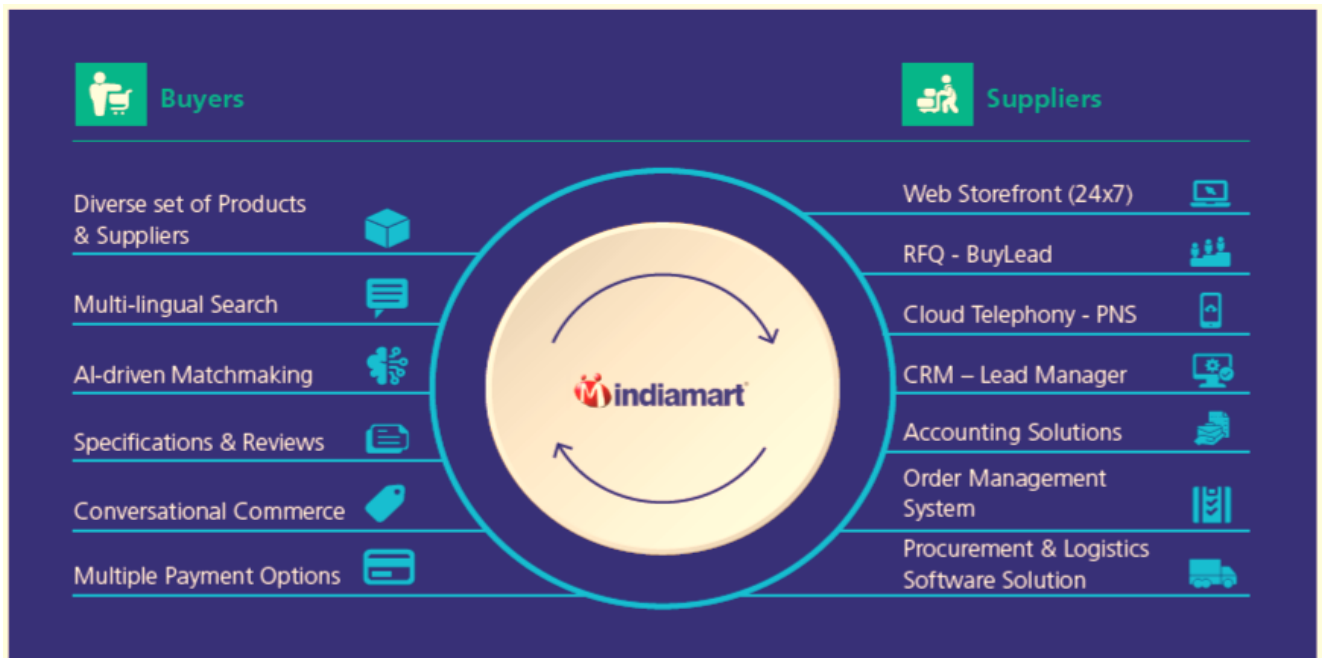 Buyers
Suppliers
Diverse set of Products
& Suppliers
Multi-lingual Search
AI-driven Matchmaking
Specifications & Reviews
Conversational Commerce
Multiple Payment Options
indiamart
Web Storefront (24x7)
RFQ - BuyLead
Cloud Telephony - PNS
CRM – Lead Manager
Accounting Solutions
Order Management
System
Procurement & Logistics
Software Solution